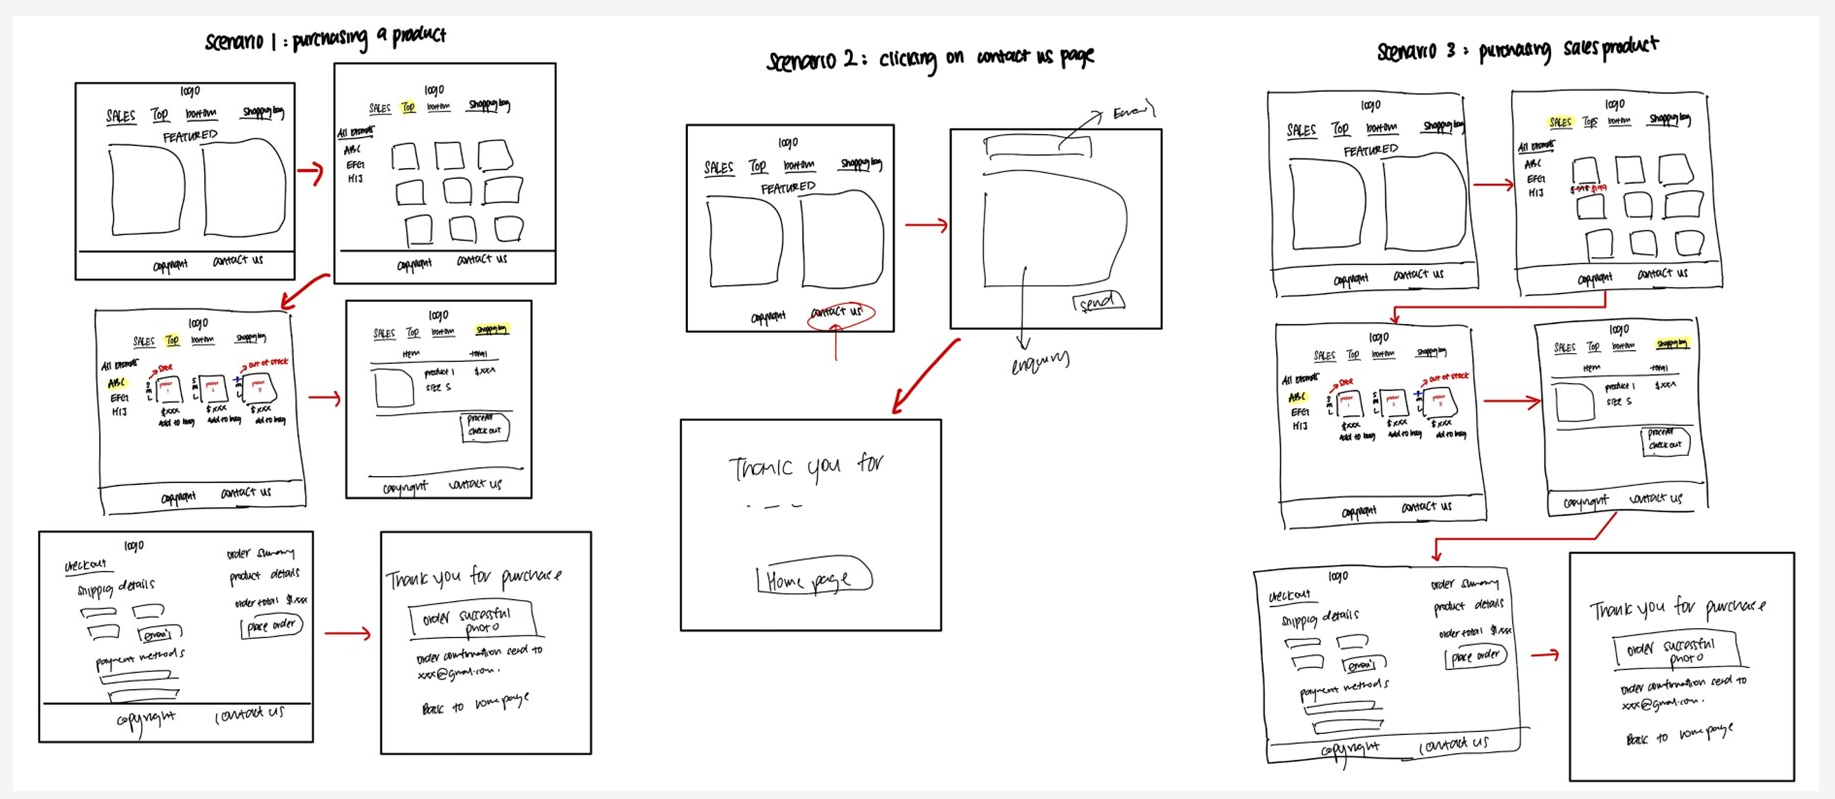 Scenario 1: purchasing a product
logo
SALES Top bottom Shopping bag
FEATURED
copyright contact us
logo
SALES Top bottom Shopping bag
All brands
ABC
EFG
HIJ
copyright contact us
logo
SALES Top bottom Shopping bag
All brands
size
out of stock
ABC
EFG
HIJ
S
M
L
1
S
M
L
2
M
L
3
$xxx $xxx $xxx
Add to bag Add to bag Add to bag
copyright contact us
logo
SALES Top bottom Shopping bag
Item total
product 1 $xxx
size S
proceed
check out
copyright contact us
logo
checkout
shipping details
email
payment methods
order summary
product details
order total $xxx
place order
copyright contact us
Thank you for purchase
order successful
photo
order confirmation send to
xxx@gmail.com.
Back to homepage
Scenario 2: clicking on contact us page
logo
SALES Top bottom Shopping bag
FEATURED
copyright contact us
Email
send
enquiry
Thank you for
Home page
Scenario 3: purchasing sales product
logo
SALES Top bottom Shopping bag
FEATURED
copyright contact us
logo
SALES Tops bottom Shopping bag
All brands
ABC
EFG
HIJ
copyright contact us
logo
SALES Top bottom Shopping bag
All brands
size
out of stock
ABC
EFG
HIJ
S
M
L
1
S
M
L
2
M
L
3
$xxx $xxx $xxx
Add to bag Add to bag Add to bag
copyright contact us
logo
SALES Top bottom Shopping bag
Item total
product 1 $xxx
size S
proceed
check out
copyright contact us
logo
checkout
shipping details
email
payment methods
order summary
product details
order total $xxx
place order
copyright contact us
Thank you for purchase
order successful
photo
order confirmation send to
xxx@gmail.com.
Back to homepage